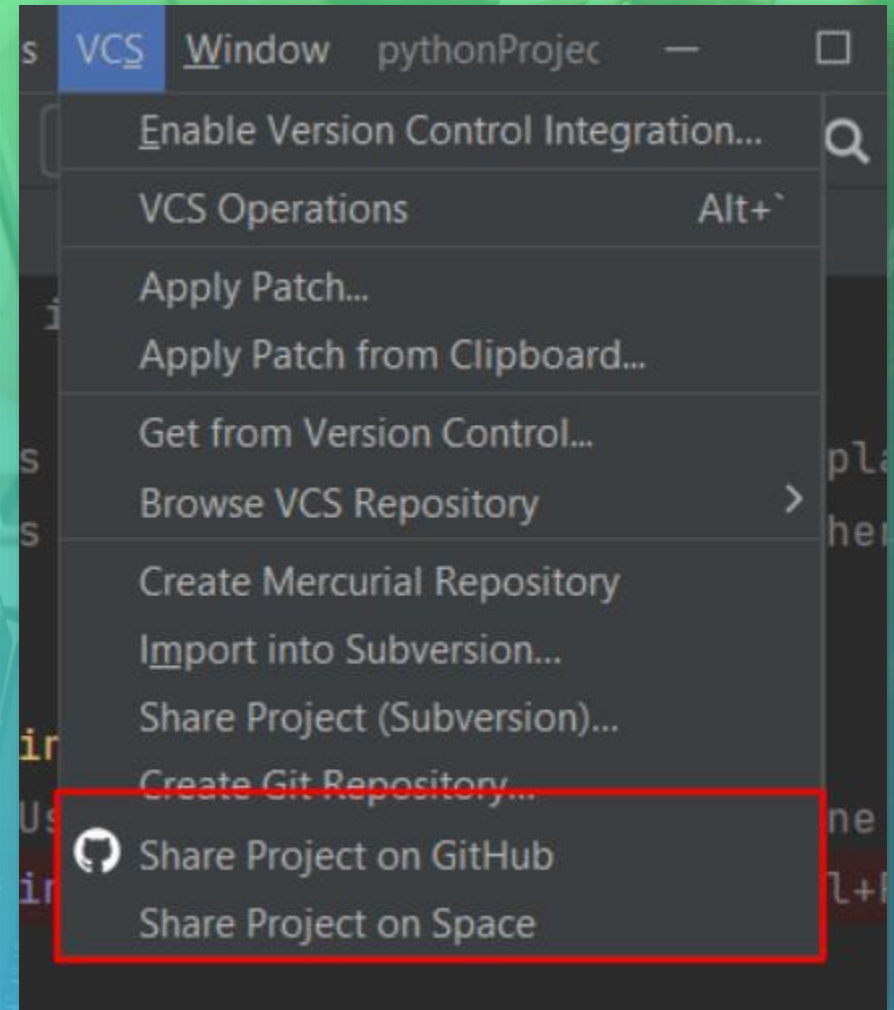 VCS Window pythonProjec
Enable Version Control Integration...
VCS Operations Alt+`
Apply Patch...
Apply Patch from Clipboard...
Get from Version Control...
Browse VCS Repository
Create Mercurial Repository
Import into Subversion...
Share Project (Subversion)...
Create Git Repository...
Share Project on GitHub
Share Project on Space